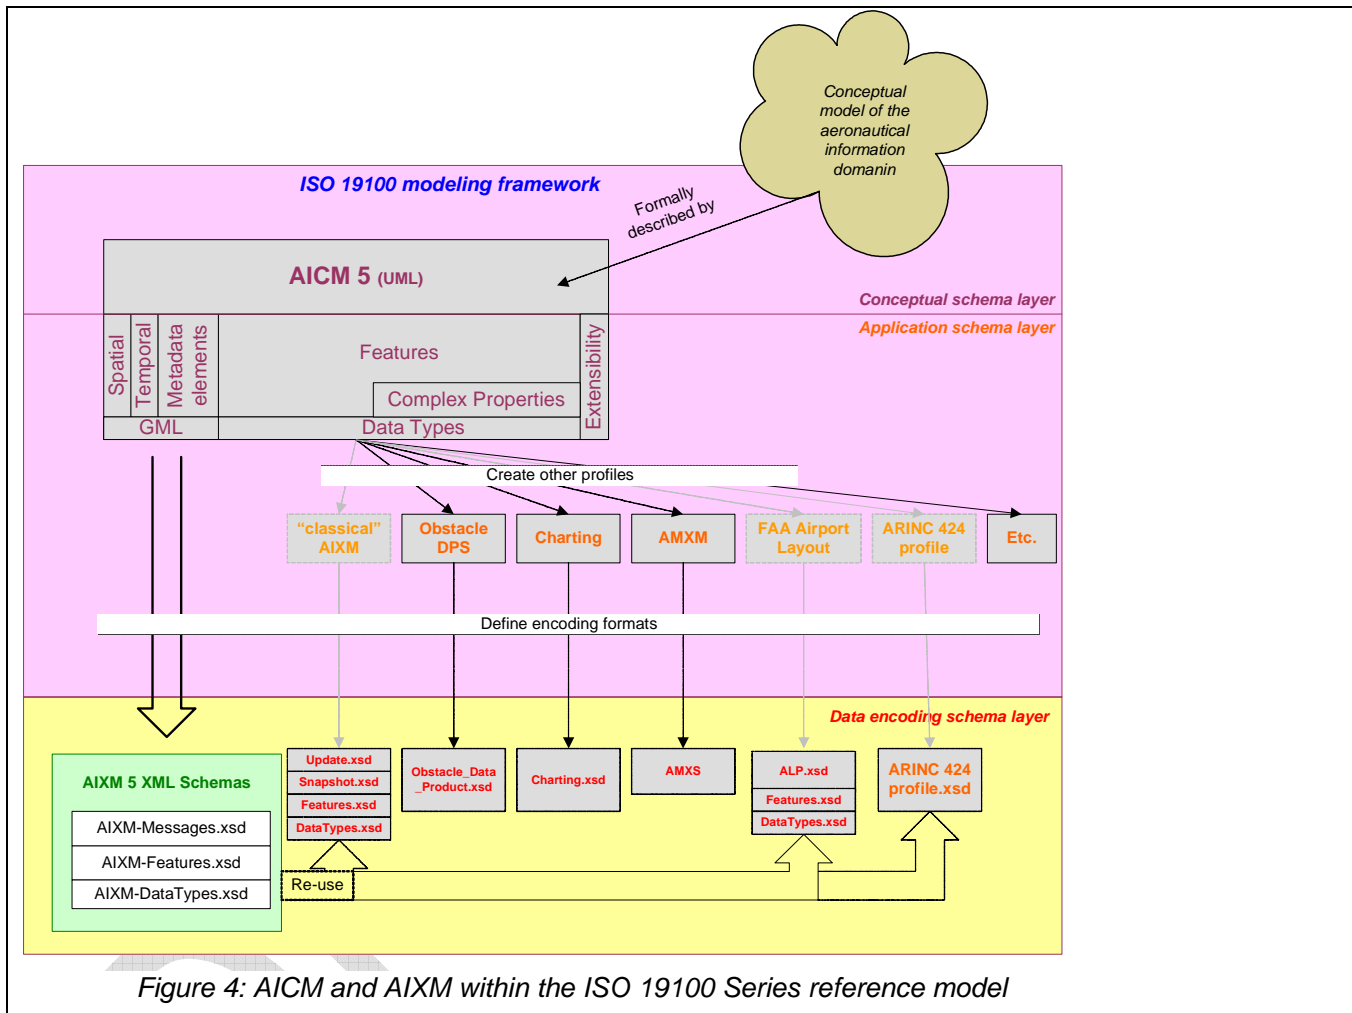 Conceptual
model of the
aeronautical
information
domanin
ISO 19100 modeling framework
Formally
described by
AICM 5 (UML)
Conceptual schema layer
Application schema layer
Spatial
Temporal
Metadata
elements
Features
Complex Properties
Extensibility
GML
Data Types
Create other profiles
“classical”
AIXM
Obstacle
DPS
Charting
AMXM
FAA Airport
Layout
ARINC 424
profile
Etc.
Define encoding formats
Data encoding schema layer
AIXM 5 XML Schemas
AIXM-Messages.xsd
AIXM-Features.xsd
AIXM-DataTypes.xsd
Update.xsd
Snapshot.xsd
Features.xsd
DataTypes.xsd
Obstacle_Data
_Product.xsd
Charting.xsd
AMXS
ALP.xsd
Features.xsd
DataTypes.xsd
ARINC 424
profile.xsd
Re-use
Figure 4: AICM and AIXM within the ISO 19100 Series reference model